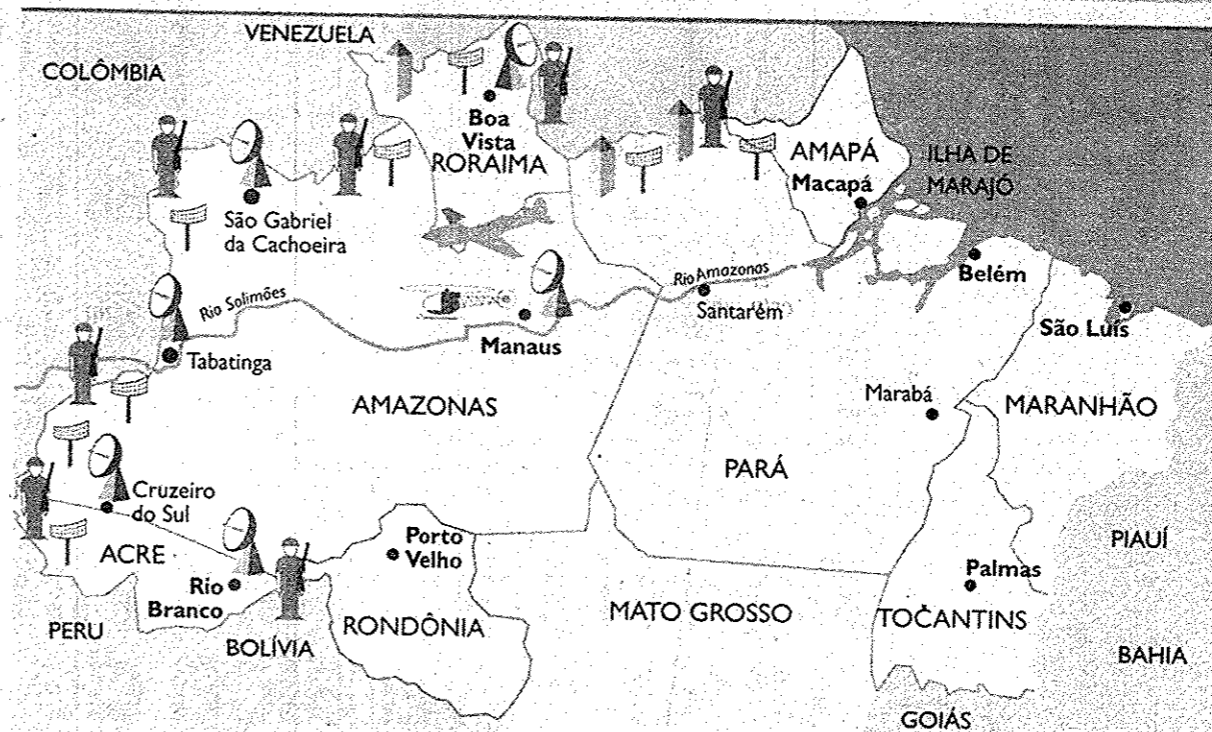 VENEZUELA
COLÔMBIA
Boa
Vista
RORAIMA
AMAPÁ
Macapá
ILHA DE
MARAJÓ
São Gabriel
da Cachoeira
Rio Solimões
Rio Amazonas
Belém
Santarém
São Luís
Manaus
Tabatinga
AMAZONAS
Marabá
MARANHÃO
PARÁ
Cruzeiro
do Sul
ACRE
Porto
Velho
PIAUÍ
Rio
Branco
Palmas
PERU
BOLÍVIA
RONDÔNIA
MATO GROSSO
TOCANTINS
BAHIA
GOIÁS